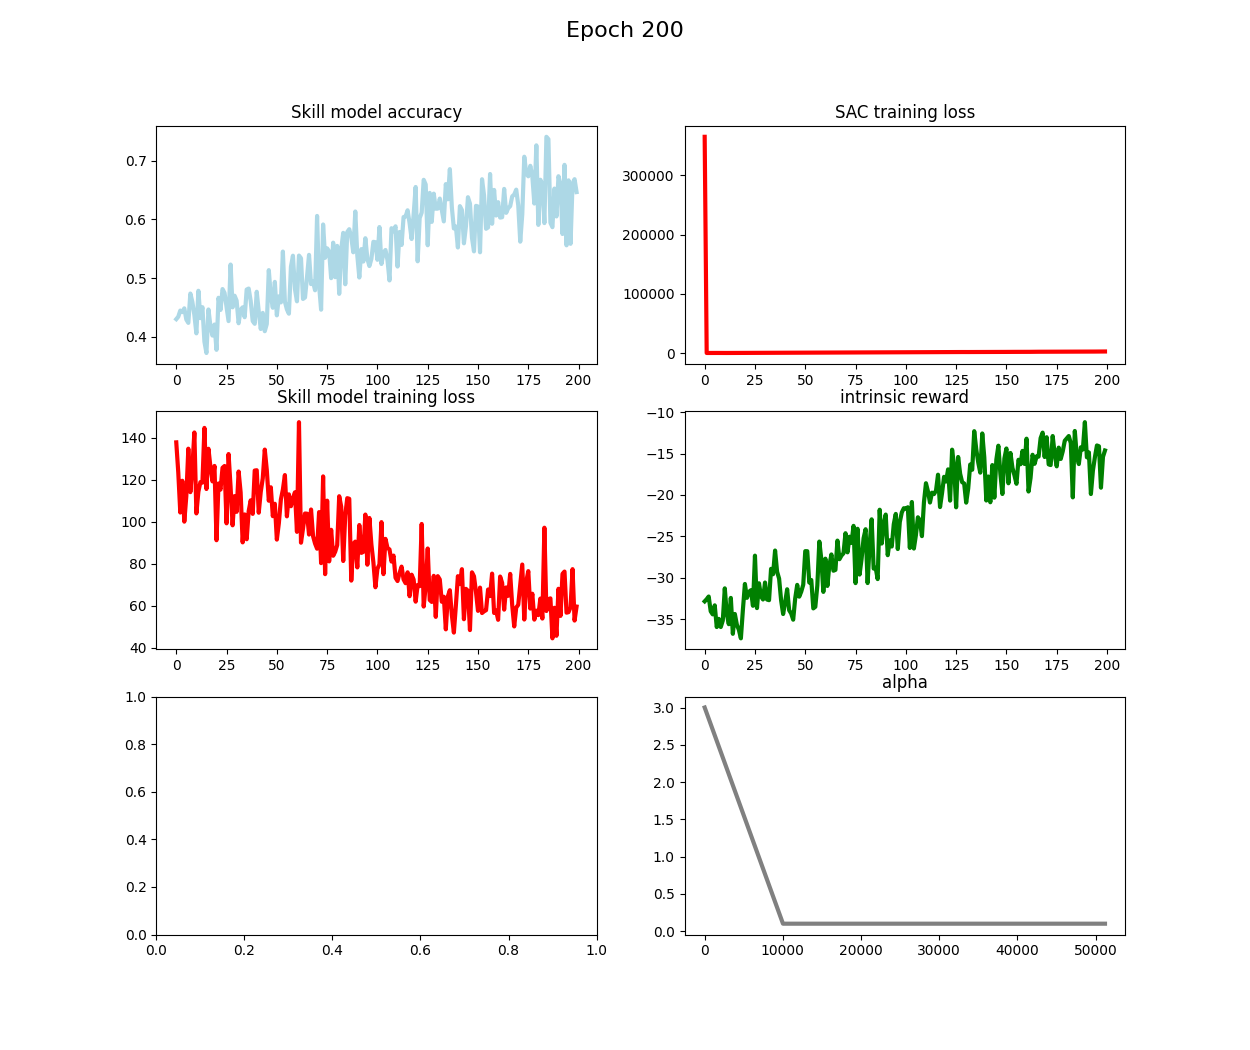 Epoch 200
Skill model accuracy
0.7
0.6
0.5
0.4
0 25 50 75 100 125 150 175 200
SAC training loss
300000
200000
100000
0
0 25 50 75 100 125 150 175 200
Skill model training loss
140
120
100
80
60
40
0 25 50 75 100 125 150 175 200
intrinsic reward
−10
−15
−20
−25
−30
−35
0 25 50 75 100 125 150 175 200
1.0
0.8
0.6
0.4
0.2
0.0
0.0 0.2 0.4 0.6 0.8 1.0
alpha
3.0
2.5
2.0
1.5
1.0
0.5
0.0
0 10000 20000 30000 40000 50000